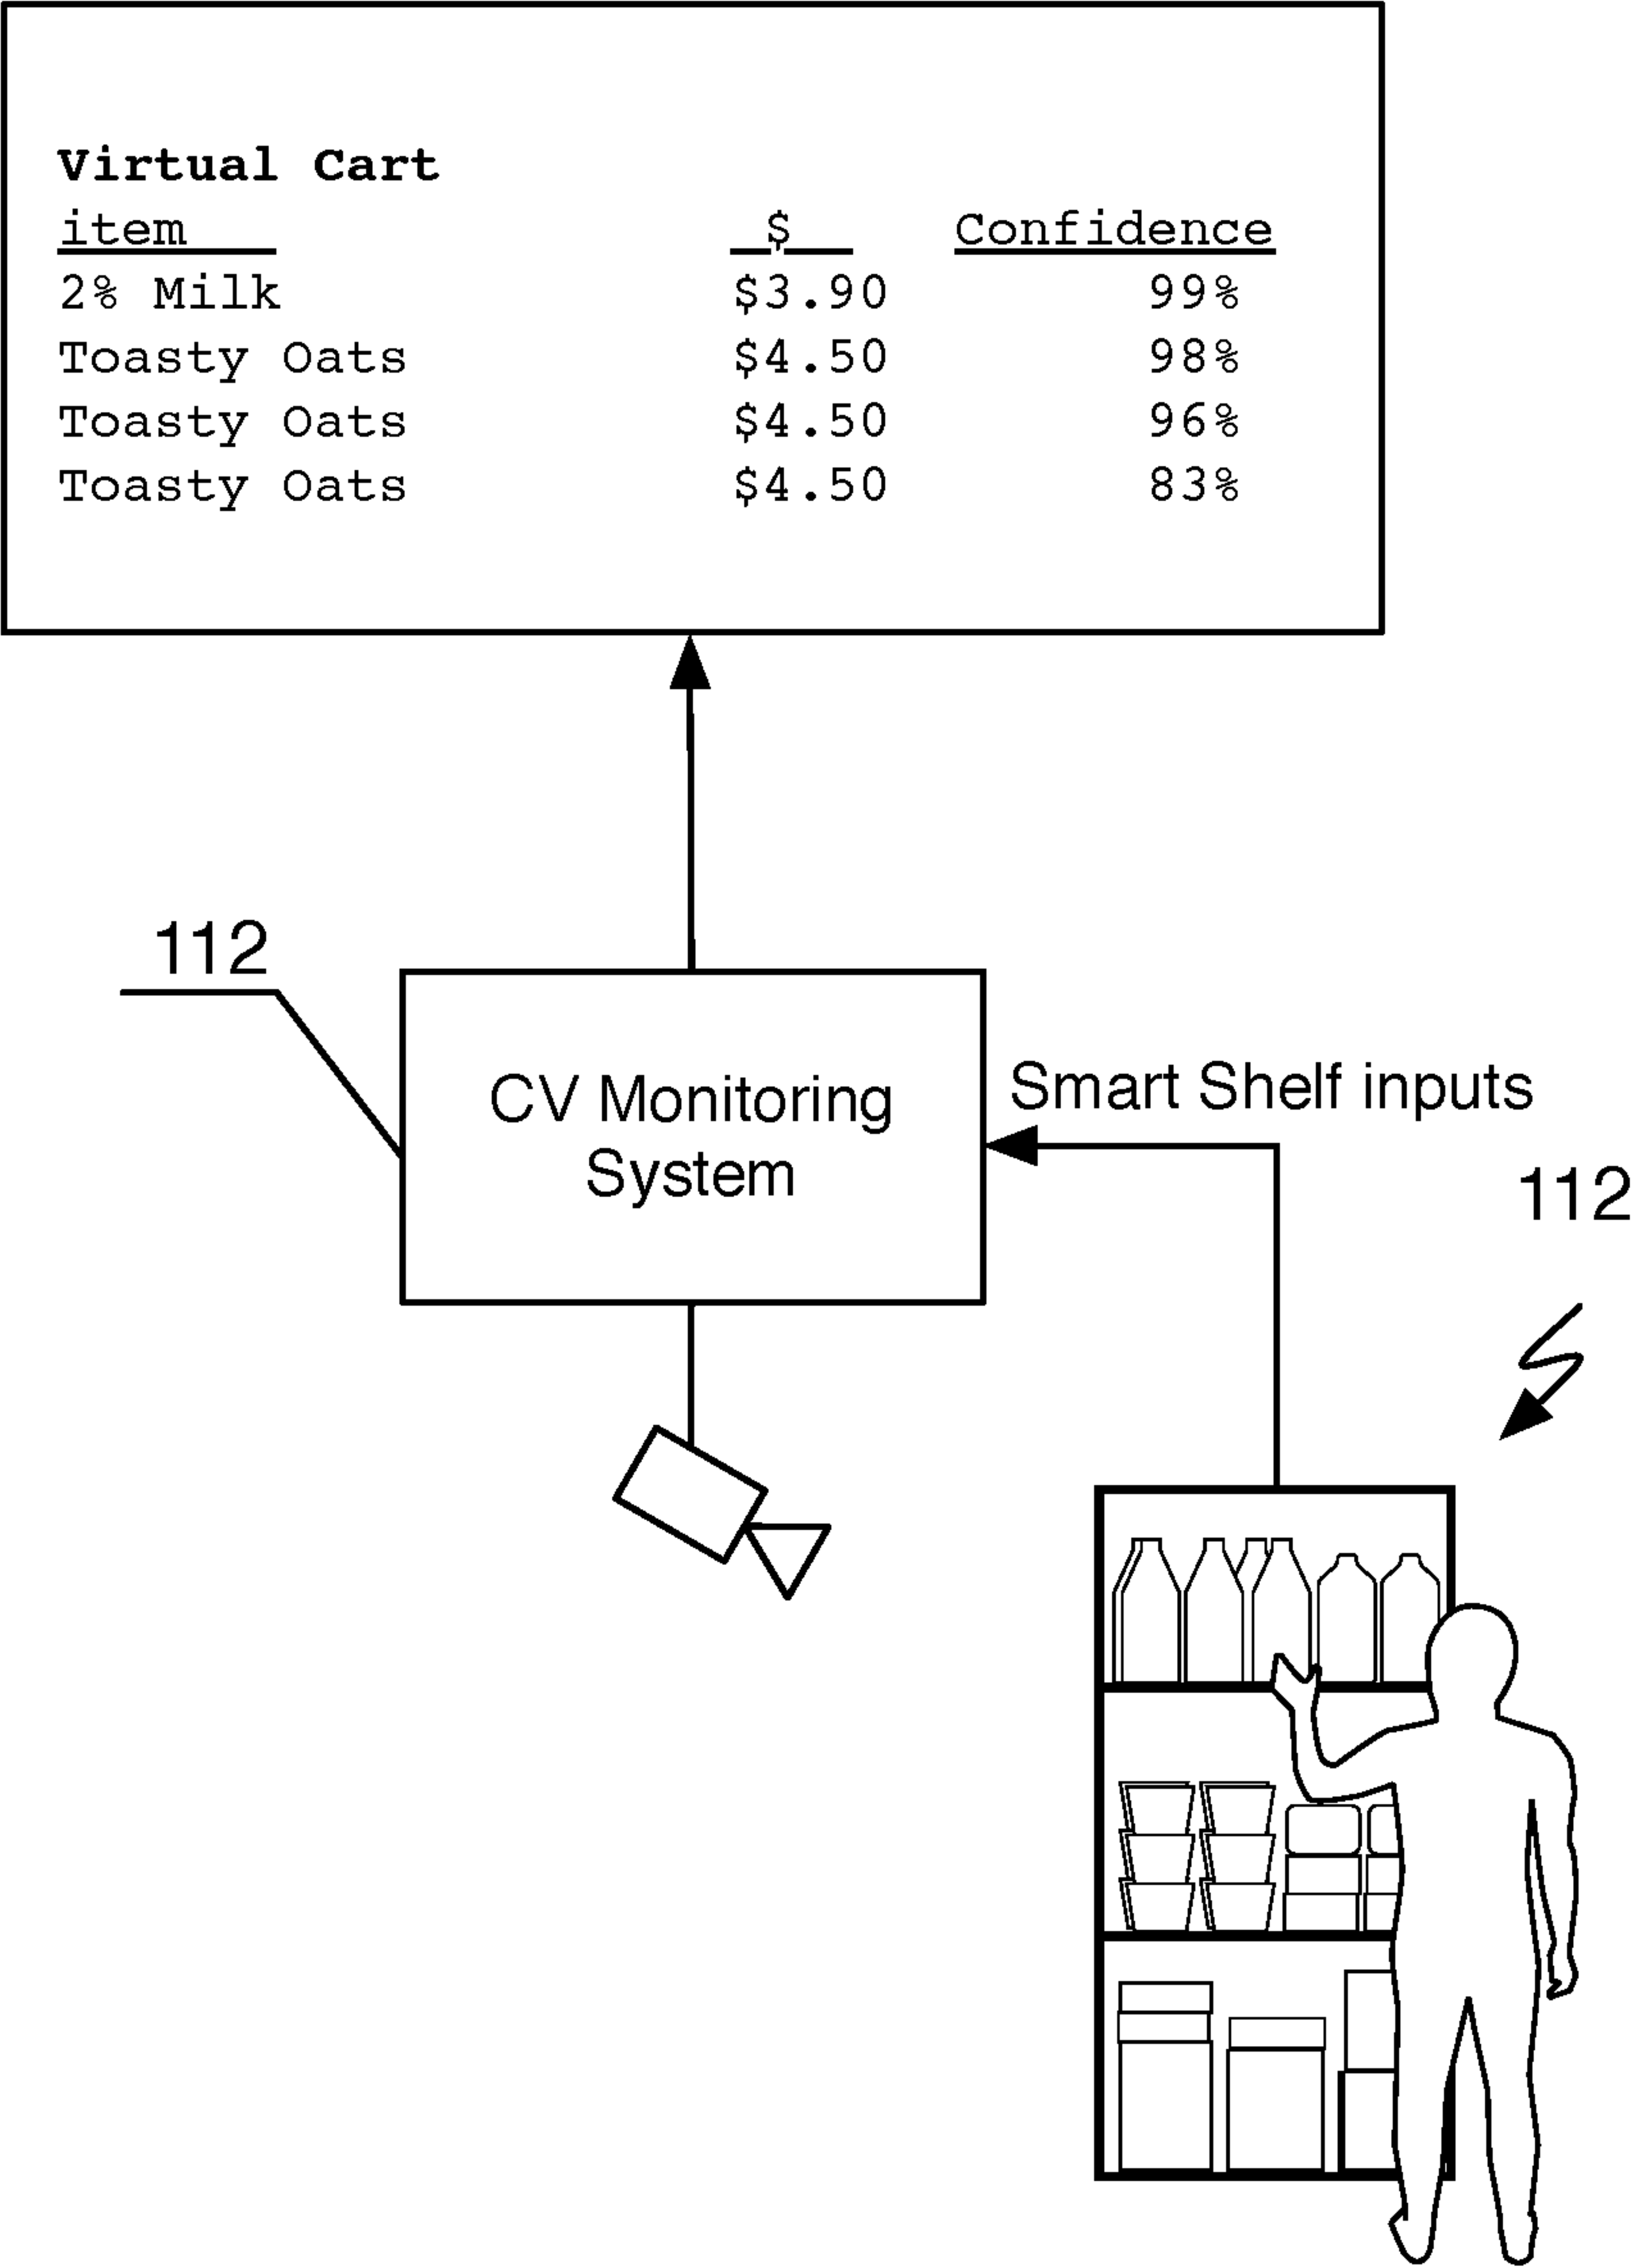 Virtual Cart
item $ Confidence
2% Milk $3.90 99%
Toasty Oats $4.50 98%
Toasty Oats $4.50 96%
Toasty Oats $4.50 83%
112
CV Monitoring
System
Smart Shelf inputs
112